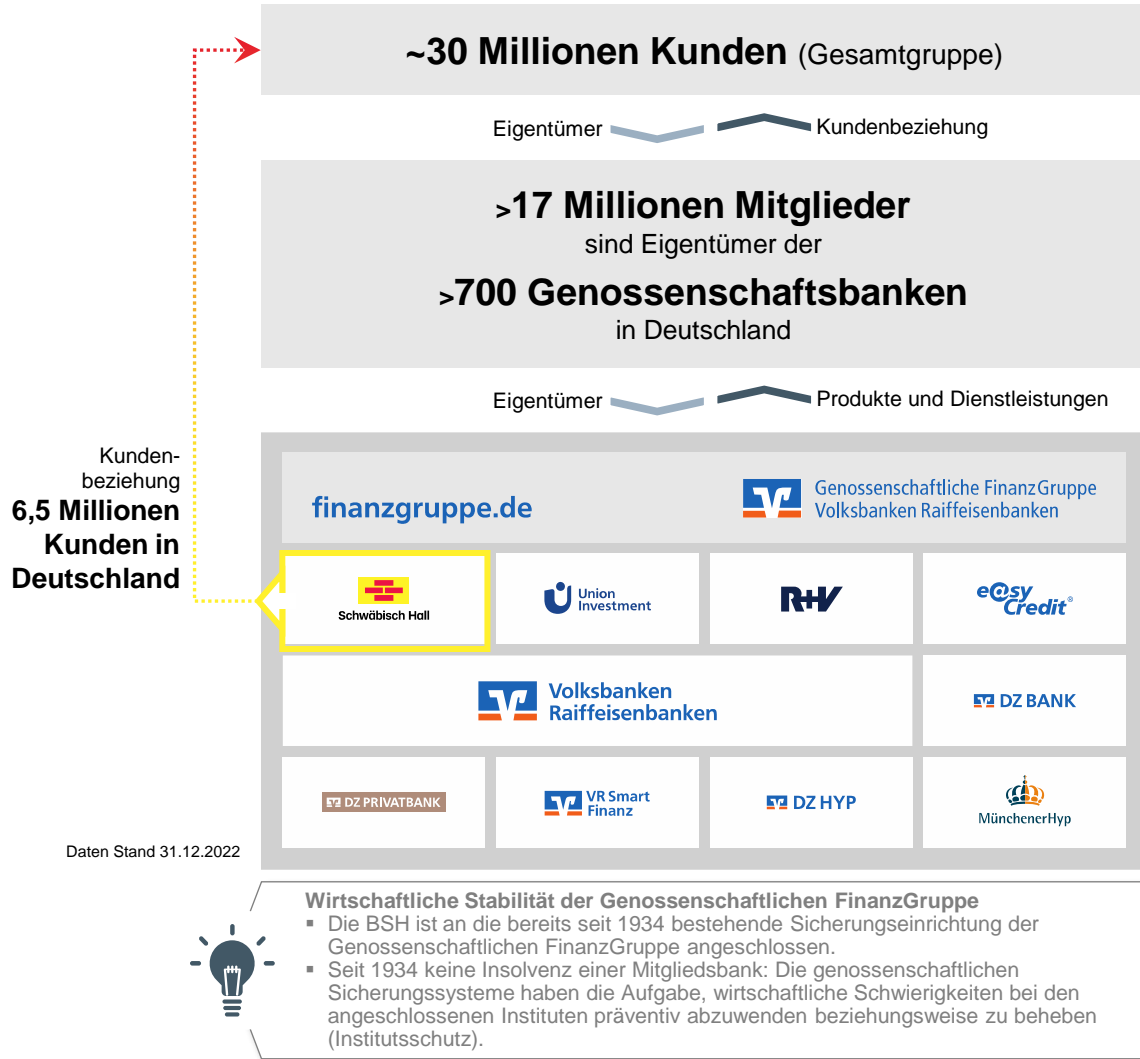 ~30 Millionen Kunden (Gesamtgruppe)
Eigentümer Kundenbeziehung
>17 Millionen Mitglieder
sind Eigentümer der
>700 Genossenschaftsbanken
in Deutschland
Eigentümer Produkte und Dienstleistungen
Kunden-
beziehung
6,5 Millionen
Kunden in
Deutschland
finanzgruppe.de
Genossenschaftliche FinanzGruppe
Volksbanken Raiffeisenbanken
Schwäbisch Hall
Union
Investment
R+V
e@sy
Credit®
Volksbanken
Raiffeisenbanken
DZ BANK
DZ PRIVATBANK
VR Smart
Finanz
DZ HYP
MünchenerHyp
Daten Stand 31.12.2022
Wirtschaftliche Stabilität der Genossenschaftlichen FinanzGruppe
▪ Die BSH ist an die bereits seit 1934 bestehende Sicherungseinrichtung der
Genossenschaftlichen FinanzGruppe angeschlossen.
▪ Seit 1934 keine Insolvenz einer Mitgliedsbank: Die genossenschaftlichen
Sicherungssysteme haben die Aufgabe, wirtschaftliche Schwierigkeiten bei den
angeschlossenen Instituten präventiv abzuwenden beziehungsweise zu beheben
(Institutsschutz).